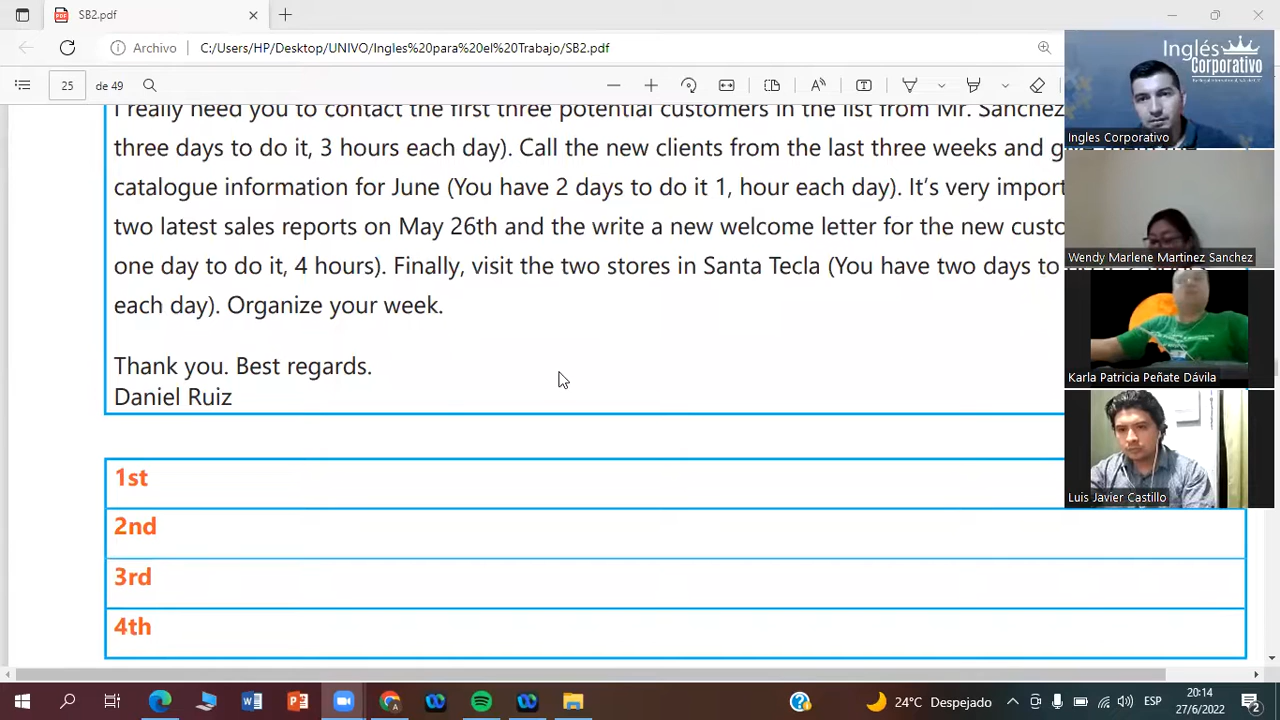 SB2.pdf
Archivo
C:/Users/HP/Desktop/UNIVO/Ingles%20para%20el%20Trabajo/SB2.pdf
25 de 49
I really need you to contact the first three potential customers in the list from Mr. Sanchez
three days to do it, 3 hours each day). Call the new clients from the last three weeks and g
catalogue information for June (You have 2 days to do it 1, hour each day). It's very import
two latest sales reports on May 26th and the write a new welcome letter for the new custo
one day to do it, 4 hours). Finally, visit the two stores in Santa Tecla (You have two days to
each day). Organize your week.
Thank you. Best regards.
Daniel Ruiz
1st
2nd
3rd
4th
Inglés
Corporativo
Ingles Corporativo
Wendy Marlene Martinez Sanchez
Karla Patricia Peñate Dávila
Luis Javier Castillo
24°C Despejado
ESP
20:14
27/6/2022
2